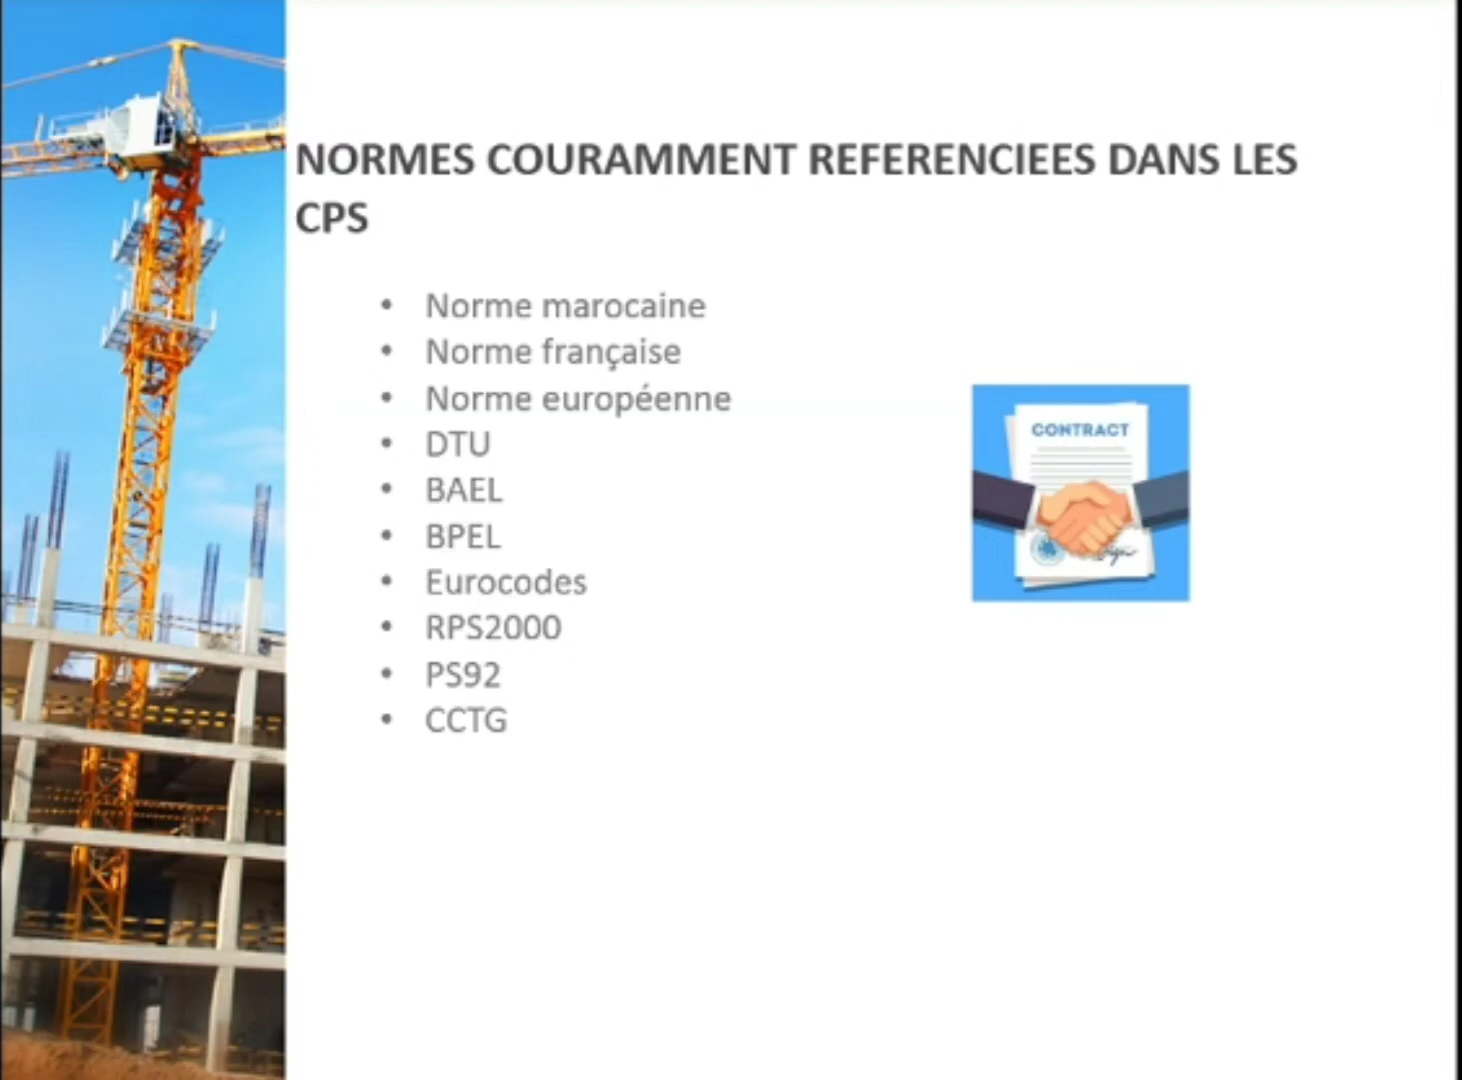 NORMES COURAMMENT REFERENCIEES DANS LES
CPS
• Norme marocaine
• Norme française
• Norme européenne
• DTU
• BAEL
• BPEL
• Eurocodes
• RPS2000
• PS92
• CCTG
CONTRACT